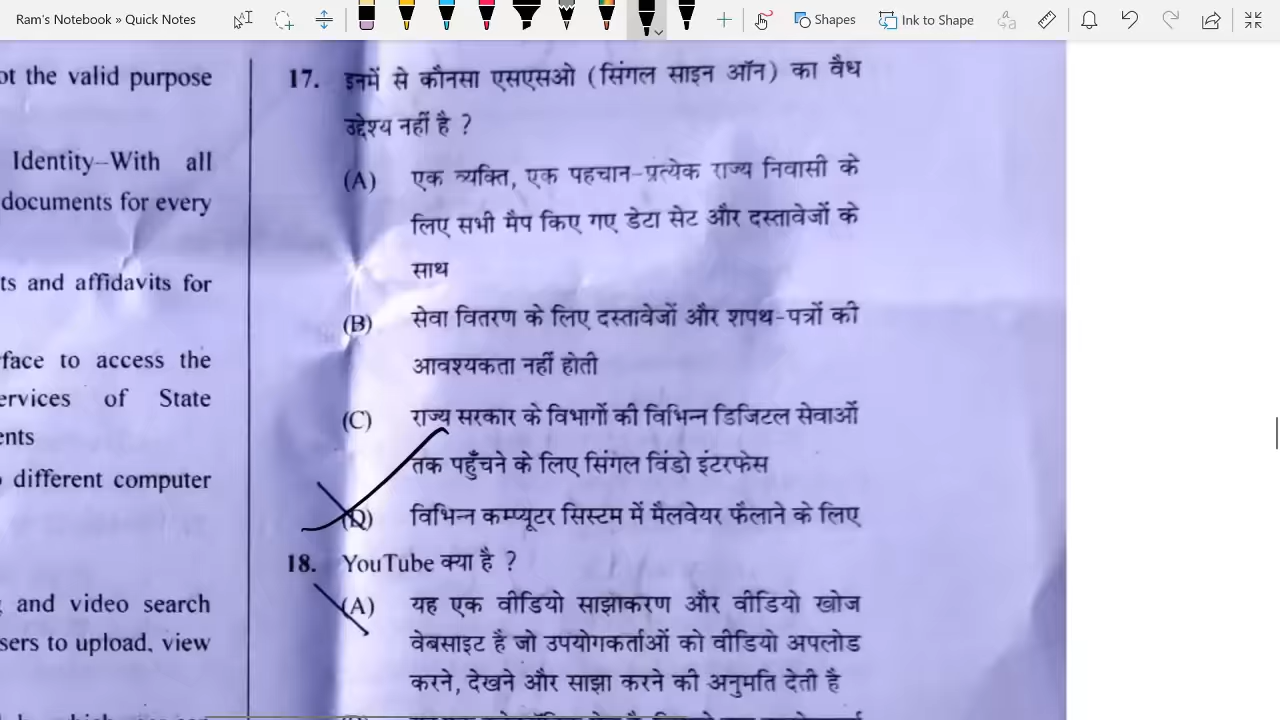 Ram's Notebook » Quick Notes
Shapes
Ink to Shape
ot the valid purpose
Identity–With all
documents for every
ts and affidavits for
face to access the
ervices of State
ents
different computer
and video search
sers to upload, view
17. इनमें से कौनसा एसएसओ (सिंगल साइन ऑन) का वैध
उद्देश्य नहीं है ?
(A) एक व्यक्ति, एक पहचान–प्रत्येक राज्य निवासी के
लिए सभी मैप किए गए डेटा सेट और दस्तावेजों के
साथ
(B) सेवा वितरण के लिए दस्तावेजों और शपथ-पत्रों की
आवश्यकता नहीं होती
(C) राज्य सरकार के विभागों की विभिन्न डिजिटल सेवाओं
तक पहुँचने के लिए सिंगल विंडो इंटरफेस
(D) विभिन्न कम्प्यूटर सिस्टम में मैलवेयर फैलाने के लिए
18. YouTube क्या है ?
(A) यह एक वीडियो साझाकरण और वीडियो खोज
वेबसाइट है जो उपयोगकर्ताओं को वीडियो अपलोड
करने, देखने और साझा करने की अनुमति देती है